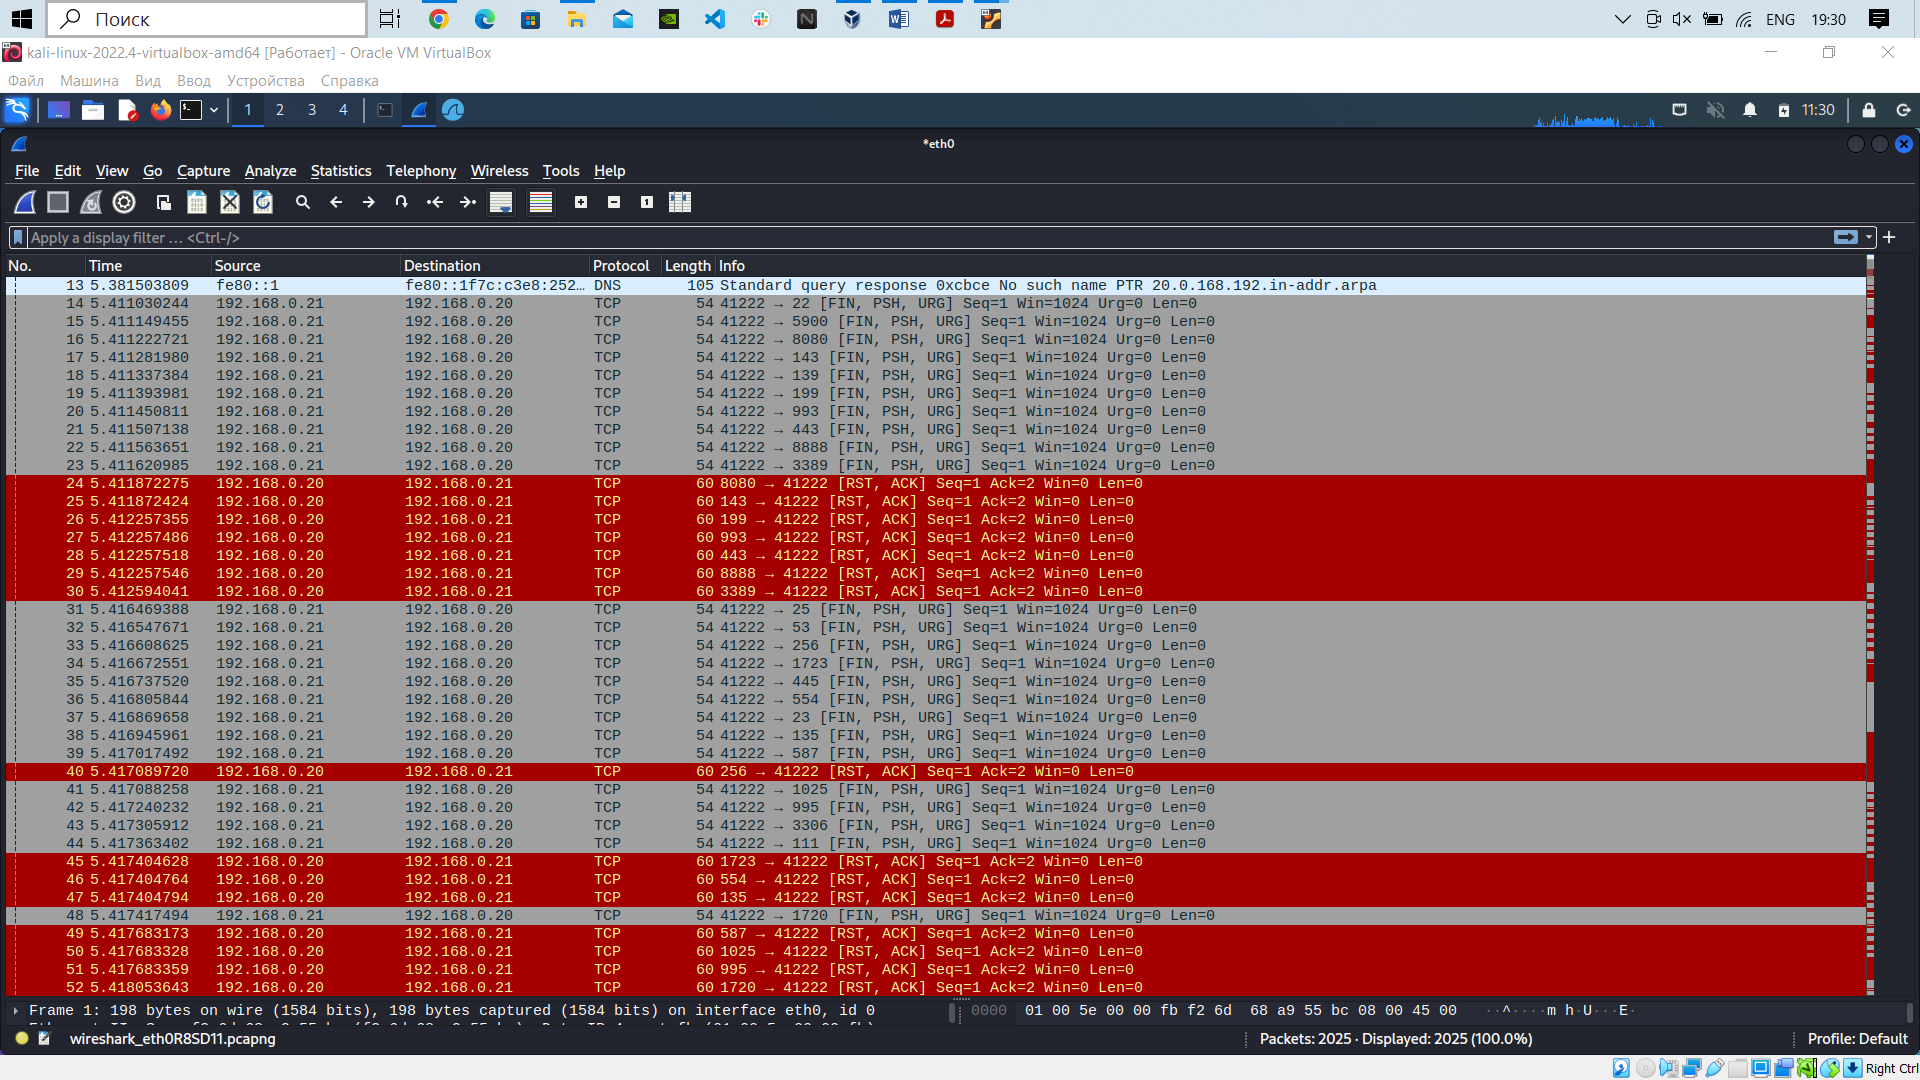 Поиск
ENG 19:30
kali-linux-2022.4-virtualbox-amd64 [Работает] - Oracle VM VirtualBox
Файл Машина Вид Ввод Устройства Справка
1 2 3 4 11:30
*eth0
File Edit View Go Capture Analyze Statistics Telephony Wireless Tools Help
Apply a display filter … <Ctrl-/>
No. Time Source Destination Protocol Length Info
13 5.381503809 fe80::1 fe80::1f7c:c3e8:252… DNS 105 Standard query response 0xcbce No such name PTR 20.0.168.192.in-addr.arpa
14 5.411030244 192.168.0.21 192.168.0.20 TCP 54 41222 → 22 [FIN, PSH, URG] Seq=1 Win=1024 Urg=0 Len=0
15 5.411149455 192.168.0.21 192.168.0.20 TCP 54 41222 → 5900 [FIN, PSH, URG] Seq=1 Win=1024 Urg=0 Len=0
16 5.411222721 192.168.0.21 192.168.0.20 TCP 54 41222 → 8080 [FIN, PSH, URG] Seq=1 Win=1024 Urg=0 Len=0
17 5.411281980 192.168.0.21 192.168.0.20 TCP 54 41222 → 143 [FIN, PSH, URG] Seq=1 Win=1024 Urg=0 Len=0
18 5.411337384 192.168.0.21 192.168.0.20 TCP 54 41222 → 139 [FIN, PSH, URG] Seq=1 Win=1024 Urg=0 Len=0
19 5.411393981 192.168.0.21 192.168.0.20 TCP 54 41222 → 199 [FIN, PSH, URG] Seq=1 Win=1024 Urg=0 Len=0
20 5.411450811 192.168.0.21 192.168.0.20 TCP 54 41222 → 993 [FIN, PSH, URG] Seq=1 Win=1024 Urg=0 Len=0
21 5.411507138 192.168.0.21 192.168.0.20 TCP 54 41222 → 443 [FIN, PSH, URG] Seq=1 Win=1024 Urg=0 Len=0
22 5.411563651 192.168.0.21 192.168.0.20 TCP 54 41222 → 8888 [FIN, PSH, URG] Seq=1 Win=1024 Urg=0 Len=0
23 5.411620985 192.168.0.21 192.168.0.20 TCP 54 41222 → 3389 [FIN, PSH, URG] Seq=1 Win=1024 Urg=0 Len=0
24 5.411872275 192.168.0.20 192.168.0.21 TCP 60 8080 → 41222 [RST, ACK] Seq=1 Ack=2 Win=0 Len=0
25 5.411872424 192.168.0.20 192.168.0.21 TCP 60 143 → 41222 [RST, ACK] Seq=1 Ack=2 Win=0 Len=0
26 5.412257355 192.168.0.20 192.168.0.21 TCP 60 199 → 41222 [RST, ACK] Seq=1 Ack=2 Win=0 Len=0
27 5.412257486 192.168.0.20 192.168.0.21 TCP 60 993 → 41222 [RST, ACK] Seq=1 Ack=2 Win=0 Len=0
28 5.412257518 192.168.0.20 192.168.0.21 TCP 60 443 → 41222 [RST, ACK] Seq=1 Ack=2 Win=0 Len=0
29 5.412257546 192.168.0.20 192.168.0.21 TCP 60 8888 → 41222 [RST, ACK] Seq=1 Ack=2 Win=0 Len=0
30 5.412594041 192.168.0.20 192.168.0.21 TCP 60 3389 → 41222 [RST, ACK] Seq=1 Ack=2 Win=0 Len=0
31 5.416469388 192.168.0.21 192.168.0.20 TCP 54 41222 → 25 [FIN, PSH, URG] Seq=1 Win=1024 Urg=0 Len=0
32 5.416547671 192.168.0.21 192.168.0.20 TCP 54 41222 → 53 [FIN, PSH, URG] Seq=1 Win=1024 Urg=0 Len=0
33 5.416608625 192.168.0.21 192.168.0.20 TCP 54 41222 → 256 [FIN, PSH, URG] Seq=1 Win=1024 Urg=0 Len=0
34 5.416672551 192.168.0.21 192.168.0.20 TCP 54 41222 → 1723 [FIN, PSH, URG] Seq=1 Win=1024 Urg=0 Len=0
35 5.416737520 192.168.0.21 192.168.0.20 TCP 54 41222 → 445 [FIN, PSH, URG] Seq=1 Win=1024 Urg=0 Len=0
36 5.416805844 192.168.0.21 192.168.0.20 TCP 54 41222 → 554 [FIN, PSH, URG] Seq=1 Win=1024 Urg=0 Len=0
37 5.416869658 192.168.0.21 192.168.0.20 TCP 54 41222 → 23 [FIN, PSH, URG] Seq=1 Win=1024 Urg=0 Len=0
38 5.416945961 192.168.0.21 192.168.0.20 TCP 54 41222 → 135 [FIN, PSH, URG] Seq=1 Win=1024 Urg=0 Len=0
39 5.417017492 192.168.0.21 192.168.0.20 TCP 54 41222 → 587 [FIN, PSH, URG] Seq=1 Win=1024 Urg=0 Len=0
40 5.417089720 192.168.0.20 192.168.0.21 TCP 60 256 → 41222 [RST, ACK] Seq=1 Ack=2 Win=0 Len=0
41 5.417088258 192.168.0.21 192.168.0.20 TCP 54 41222 → 1025 [FIN, PSH, URG] Seq=1 Win=1024 Urg=0 Len=0
42 5.417240232 192.168.0.21 192.168.0.20 TCP 54 41222 → 995 [FIN, PSH, URG] Seq=1 Win=1024 Urg=0 Len=0
43 5.417305912 192.168.0.21 192.168.0.20 TCP 54 41222 → 3306 [FIN, PSH, URG] Seq=1 Win=1024 Urg=0 Len=0
44 5.417363402 192.168.0.21 192.168.0.20 TCP 54 41222 → 111 [FIN, PSH, URG] Seq=1 Win=1024 Urg=0 Len=0
45 5.417404628 192.168.0.20 192.168.0.21 TCP 60 1723 → 41222 [RST, ACK] Seq=1 Ack=2 Win=0 Len=0
46 5.417404764 192.168.0.20 192.168.0.21 TCP 60 554 → 41222 [RST, ACK] Seq=1 Ack=2 Win=0 Len=0
47 5.417404794 192.168.0.20 192.168.0.21 TCP 60 135 → 41222 [RST, ACK] Seq=1 Ack=2 Win=0 Len=0
48 5.417417494 192.168.0.21 192.168.0.20 TCP 54 41222 → 1720 [FIN, PSH, URG] Seq=1 Win=1024 Urg=0 Len=0
49 5.417683173 192.168.0.20 192.168.0.21 TCP 60 587 → 41222 [RST, ACK] Seq=1 Ack=2 Win=0 Len=0
50 5.417683328 192.168.0.20 192.168.0.21 TCP 60 1025 → 41222 [RST, ACK] Seq=1 Ack=2 Win=0 Len=0
51 5.417683359 192.168.0.20 192.168.0.21 TCP 60 995 → 41222 [RST, ACK] Seq=1 Ack=2 Win=0 Len=0
52 5.418053643 192.168.0.20 192.168.0.21 TCP 60 1720 → 41222 [RST, ACK] Seq=1 Ack=2 Win=0 Len=0
Frame 1: 198 bytes on wire (1584 bits), 198 bytes captured (1584 bits) on interface eth0, id 0
0000 01 00 5e 00 00 fb f2 6d 68 a9 55 bc 08 00 45 00 ··^····m h·U···E·
wireshark_eth0R8SD11.pcapng Packets: 2025 · Displayed: 2025 (100.0%) Profile: Default
Right Ctrl